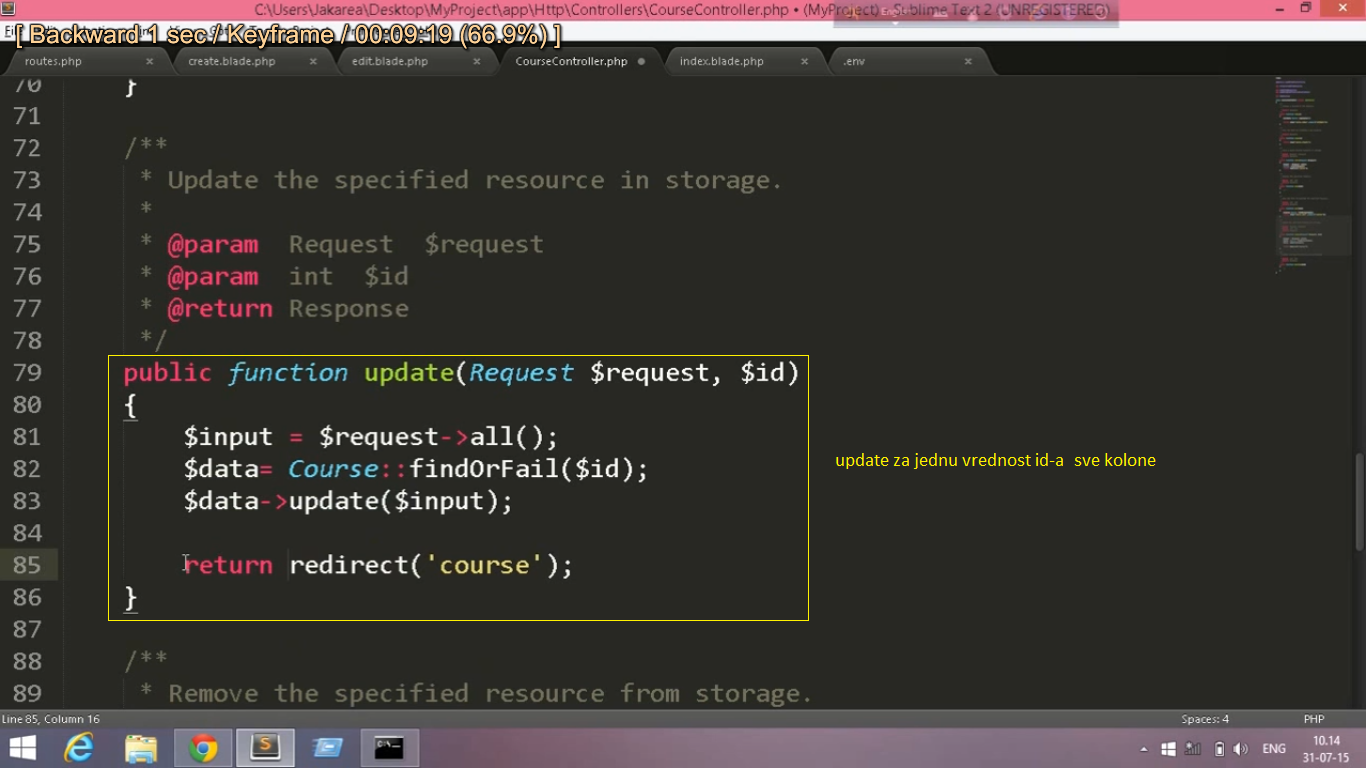 C:\Users\Jakarea\Desktop\MyProject\app\Http\Controllers\CourseController.php • (MyProject) - Sublime Text 2 (UNREGISTERED)
[ Backward 1 sec / Keyframe / 00:09:19 (66.9%) ]
routes.php × create.blade.php × edit.blade.php × CourseController.php • index.blade.php × .env ×
70 }
71
72 /**
73 * Update the specified resource in storage.
74 *
75 * @param Request $request
76 * @param int $id
77 * @return Response
78 */
79 public function update(Request $request, $id)
80 {
81 $input = $request->all();
82 $data= Course::findOrFail($id);
update za jednu vrednost id-a sve kolone
83 $data->update($input);
84
85 return redirect('course');
86 }
87
88 /**
89 * Remove the specified resource from storage.
Line 85, Column 16 Spaces: 4 PHP
ENG 10.14
31-07-15